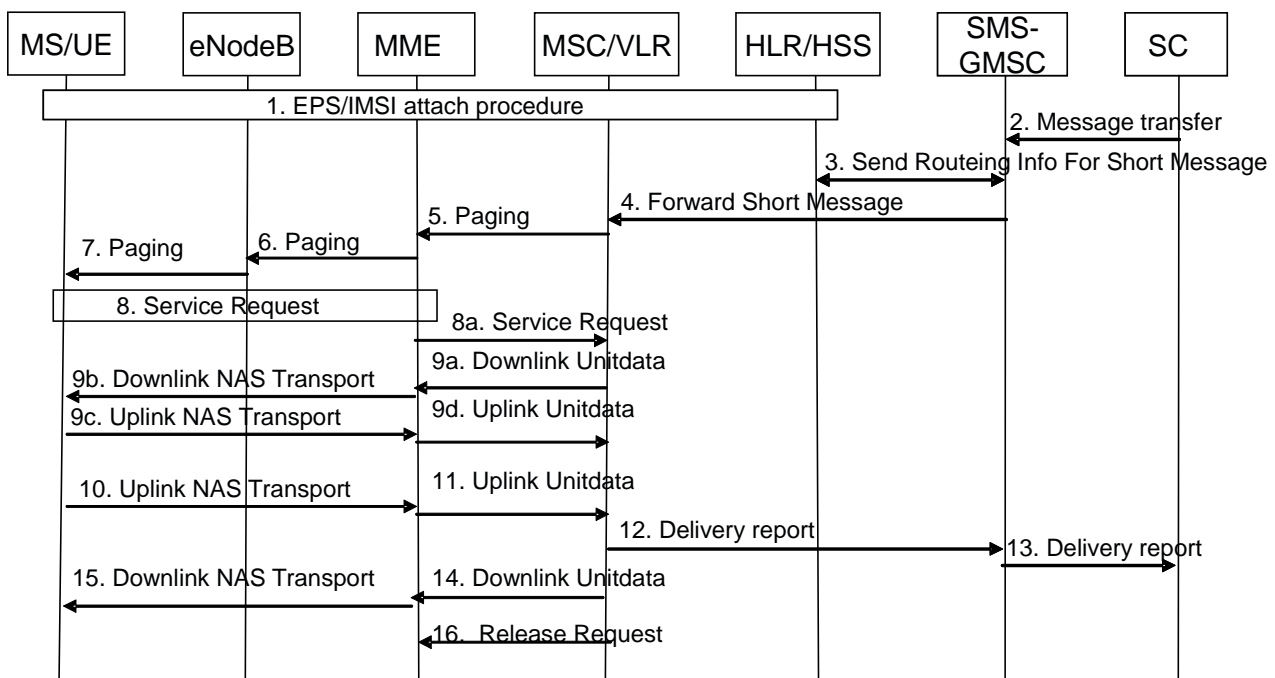 MS/UE
eNodeB
MME
MSC/VLR
HLR/HSS
SMS-
GMSC
SC
1. EPS/IMSI attach procedure
2. Message transfer
3. Send Routeing Info For Short Message
4. Forward Short Message
5. Paging
6. Paging
7. Paging
8. Service Request
8a. Service Request
9a. Downlink Unitdata
9b. Downlink NAS Transport
9c. Uplink NAS Transport
9d. Uplink Unitdata
10. Uplink NAS Transport
11. Uplink Unitdata
12. Delivery report
13. Delivery report
15. Downlink NAS Transport
14. Downlink Unitdata
16. Release Request